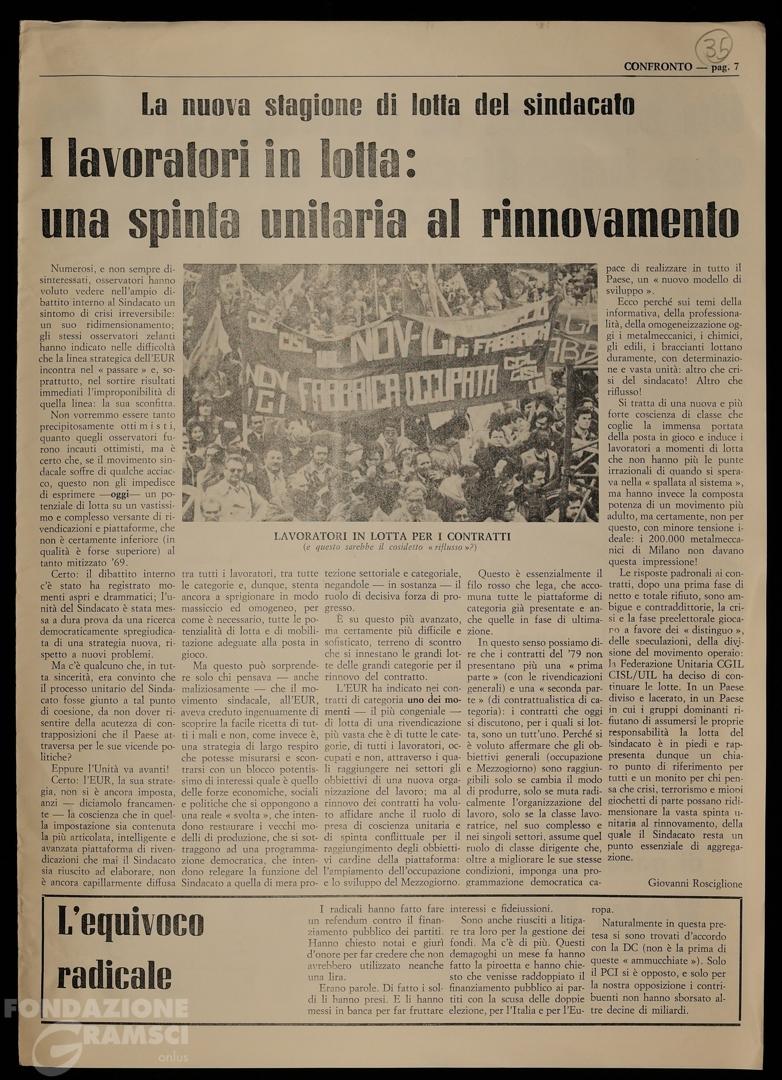 35
CONFRONTO — pag. 7
La nuova stagione di lotta del sindacato
I lavoratori in lotta:
una spinta unitaria al rinnovamento
Numerosi, e non sempre di-
sinteressati, osservatori hanno
voluto vedere nell'ampio di-
battito interno al Sindacato un
sintomo di crisi irreversibile:
un suo ridimensionamento;
gli stessi osservatori zelanti
hanno indicato nelle difficoltà
che la linea strategica dell'EUR
incontra nel « passare » e, so-
prattutto, nel sortire risultati
immediati l'improponibilità di
quella linea: la sua sconfitta.
Non vorremmo essere tanto
precipitosamente ottimisti,
quanto quegli osservatori fu-
rono incauti ottimisti, ma è
certo che, se il movimento sin-
dacale soffre di qualche acciac-
co, questo non gli impedisce
di esprimere —oggi— un po-
tenziale di lotta su un vastissi-
mo e complesso versante di ri-
vendicazioni e piattaforme, che
non è certamente inferiore (in
qualità è forse superiore) al
tanto mitizzato '69.
Certo: il dibattito interno
c'è stato ha registrato mo-
menti aspri e drammatici; l'u-
nità del Sindacato è stata mes-
sa a dura prova da una ricerca
democraticamente spregiudica-
ta di una strategia nuova, ri-
spetto a nuovi problemi.
Ma c'è qualcuno che, in tut-
ta sincerità, era convinto che
il processo unitario del Sinda-
cato fosse giunto a tal punto
di coesione, da non dover ri-
sentire della acutezza di con-
trapposizioni che il Paese at-
traversa per le sue vicende po-
litiche?
Eppure l'Unità va avanti!
Certo: l'EUR, la sua strate-
gia, non si è ancora imposta,
anzi — diciamolo francamen-
te — la coscienza che in quel-
la impostazione sia contenuta
la più articolata, intelligente e
avanzata piattaforma di riven-
dicazioni che mai il Sindacato
sia riuscito ad elaborare, non
è ancora capillarmente diffusa
NOV-IGI
FABBRICA OCCUPATA
NOV
IGI
LAVORATORI IN LOTTA PER I CONTRATTI
(e questo sarebbe il cosidetto « riflusso »?)
tra tutti i lavoratori, tra tutte
le categorie e, dunque, stenta
ancora a sprigionare in modo
massiccio ed omogeneo, per
come è necessario, tutte le po-
tenzialità di lotta e di mobili-
tazione adeguate alla posta in
gioco.
Ma questo può sorprende-
re solo chi pensava — anche
maliziosamente — che il mo-
vimento sindacale, all'EUR,
aveva creduto ingenuamente di
scoprire la facile ricetta di tut-
ti i mali e non, come invece è,
una strategia di largo respiro
che potesse misurarsi e scon-
trarsi con un blocco potentis-
simo di interessi quale è quello
delle forze economiche, sociali
e politiche che si oppongono a
una reale « svolta », che inten-
dono restaurare i vecchi mo-
delli di produzione, che si sot-
traggono ad una programma-
zione democratica, che inten-
dono relegare la funzione del
Sindacato a quella di mera pro-
tezione settoriale e categoriale,
negandole — in sostanza — il
ruolo di decisiva forza di pro-
gresso.
È su questo più avanzato,
ma certamente più difficile e
sofisticato, terreno di scontro
che si innestano le grandi lot-
te delle grandi categorie per il
rinnovo del contratto.
L'EUR ha indicato nei con-
tratti di categoria uno dei mo-
menti — il più congeniale —
di lotta di una rivendicazione
più vasta che è di tutte le cate-
gorie, di tutti i lavoratori, oc-
cupati e non, attraverso i qua-
li raggiungere nei settori gli
obbiettivi di una nuova orga-
nizzazione del lavoro; ma al
rinnovo dei contratti ha volu-
to affidare anche il ruolo di
presa di coscienza unitaria e
di spinta conflittuale per il
raggiungimento degli obbietti-
vi cardine della piattaforma:
l'ampiamento dell'occupazione
e lo sviluppo del Mezzogiorno.
Questo è essenzialmente il
filo rosso che lega, che acco-
muna tutte le piattaforme di
categoria già presentate e an-
che quelle in fase di ultima-
zione.
In questo senso possiamo di-
re che i contratti del '79 non
presentano più una « prima
parte » (con le rivendicazioni
generali) e una « seconda par-
te » (di contrattualistica di ca-
tegoria): i contratti che oggi
si discutono, per i quali si lot-
ta, sono un tutt'uno. Perché si
è voluto affermare che gli ob-
biettivi generali (occupazione
e Mezzogiorno) sono raggiun-
gibili solo se cambia il modo
di produrre, solo se muta radi-
calmente l'organizzazione del
lavoro, solo se la classe lavo-
ratrice, nel suo complesso e
nei singoli settori, assume quel
ruolo di classe dirigente che,
oltre a migliorare le sue stesse
condizioni, imponga una pro-
grammazione democratica ca-
pace di realizzare in tutto il
Paese, un « nuovo modello di
sviluppo ».
Ecco perché sui temi della
informativa, della professiona-
lità, della omogeneizzazione og-
gi i metalmeccanici, i chimici,
gli edili, i braccianti lottano
duramente, con determinazio-
ne e vasta unità: altro che cri-
si del sindacato! Altro che
riflusso!
Si tratta di una nuova e più
forte coscienza di classe che
coglie la immensa portata
della posta in gioco e induce i
lavoratori a momenti di lotta
che non hanno più le punte
irrazionali di quando si spera-
va nella « spallata al sistema »,
ma hanno invece la composta
potenza di un movimento più
adulto, ma certamente, non per
questo, con minore tensione i-
deale: i 200.000 metalmecca-
nici di Milano non davano
questa impressione!
Le risposte padronali ai con-
tratti, dopo una prima fase di
netto e totale rifiuto, sono am-
bigue e contraddittorie, la cri-
si e la fase preelettorale gioca-
no a favore dei « distinguo »,
delle speculazioni, della divi-
sione del movimento operaio:
la Federazione Unitaria CGIL
CISL/UIL ha deciso di con-
tinuare le lotte. In un Paese
diviso e lacerato, in un Paese
in cui i gruppi dominanti ri-
fiutano di assumersi le proprie
responsabilità la lotta del
sindacato è in piedi e rap-
presenta dunque un chia-
ro punto di riferimento per
tutti e un monito per chi pen-
sa che crisi, terrorismo e mioni
giochetti di parte possano ridi-
mensionare la vasta spinta u-
nitaria al rinnovamento, della
quale il Sindacato resta un
punto essenziale di aggrega-
zione.
Giovanni Rosciglione
L'equivoco
radicale
I radicali hanno fatto fare
un refendum contro il finan-
ziamento pubblico dei partiti.
Hanno chiesto notai e giurì
d'onore per far credere che non
avrebbero utilizzato neanche
una lira.
Erano parole. Di fatto i sol-
di li hanno presi. E li hanno
messi in banca per far fruttare
interessi e fideiussioni.
Sono anche riusciti a litiga-
re tra loro per la gestione dei
fondi. Ma c'è di più. Questi
demagoghi un mese fa hanno
fatto la piroetta e hanno chie-
sto che venisse raddoppiato il
finanziamento pubblico ai par-
titi con la scusa delle doppie
elezione, per l'Italia e per l'Eu-
ropa.
Naturalmente in questa pre-
tesa si sono trovati d'accordo
con la DC (non è la prima di
queste « ammucchiate »). Solo
il PCI si è opposto, e solo per
la nostra opposizione i contri-
buenti non hanno sborsato al-
tre decine di miliardi.
FONDAZIONE
GRAMSCI
onlus